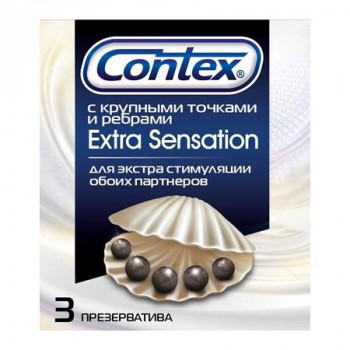 Contex®
с крупными точками
и ребрами
Extra Sensation
для экстра стимуляции
обоих партнеров
3 ПРЕЗЕРВАТИВА